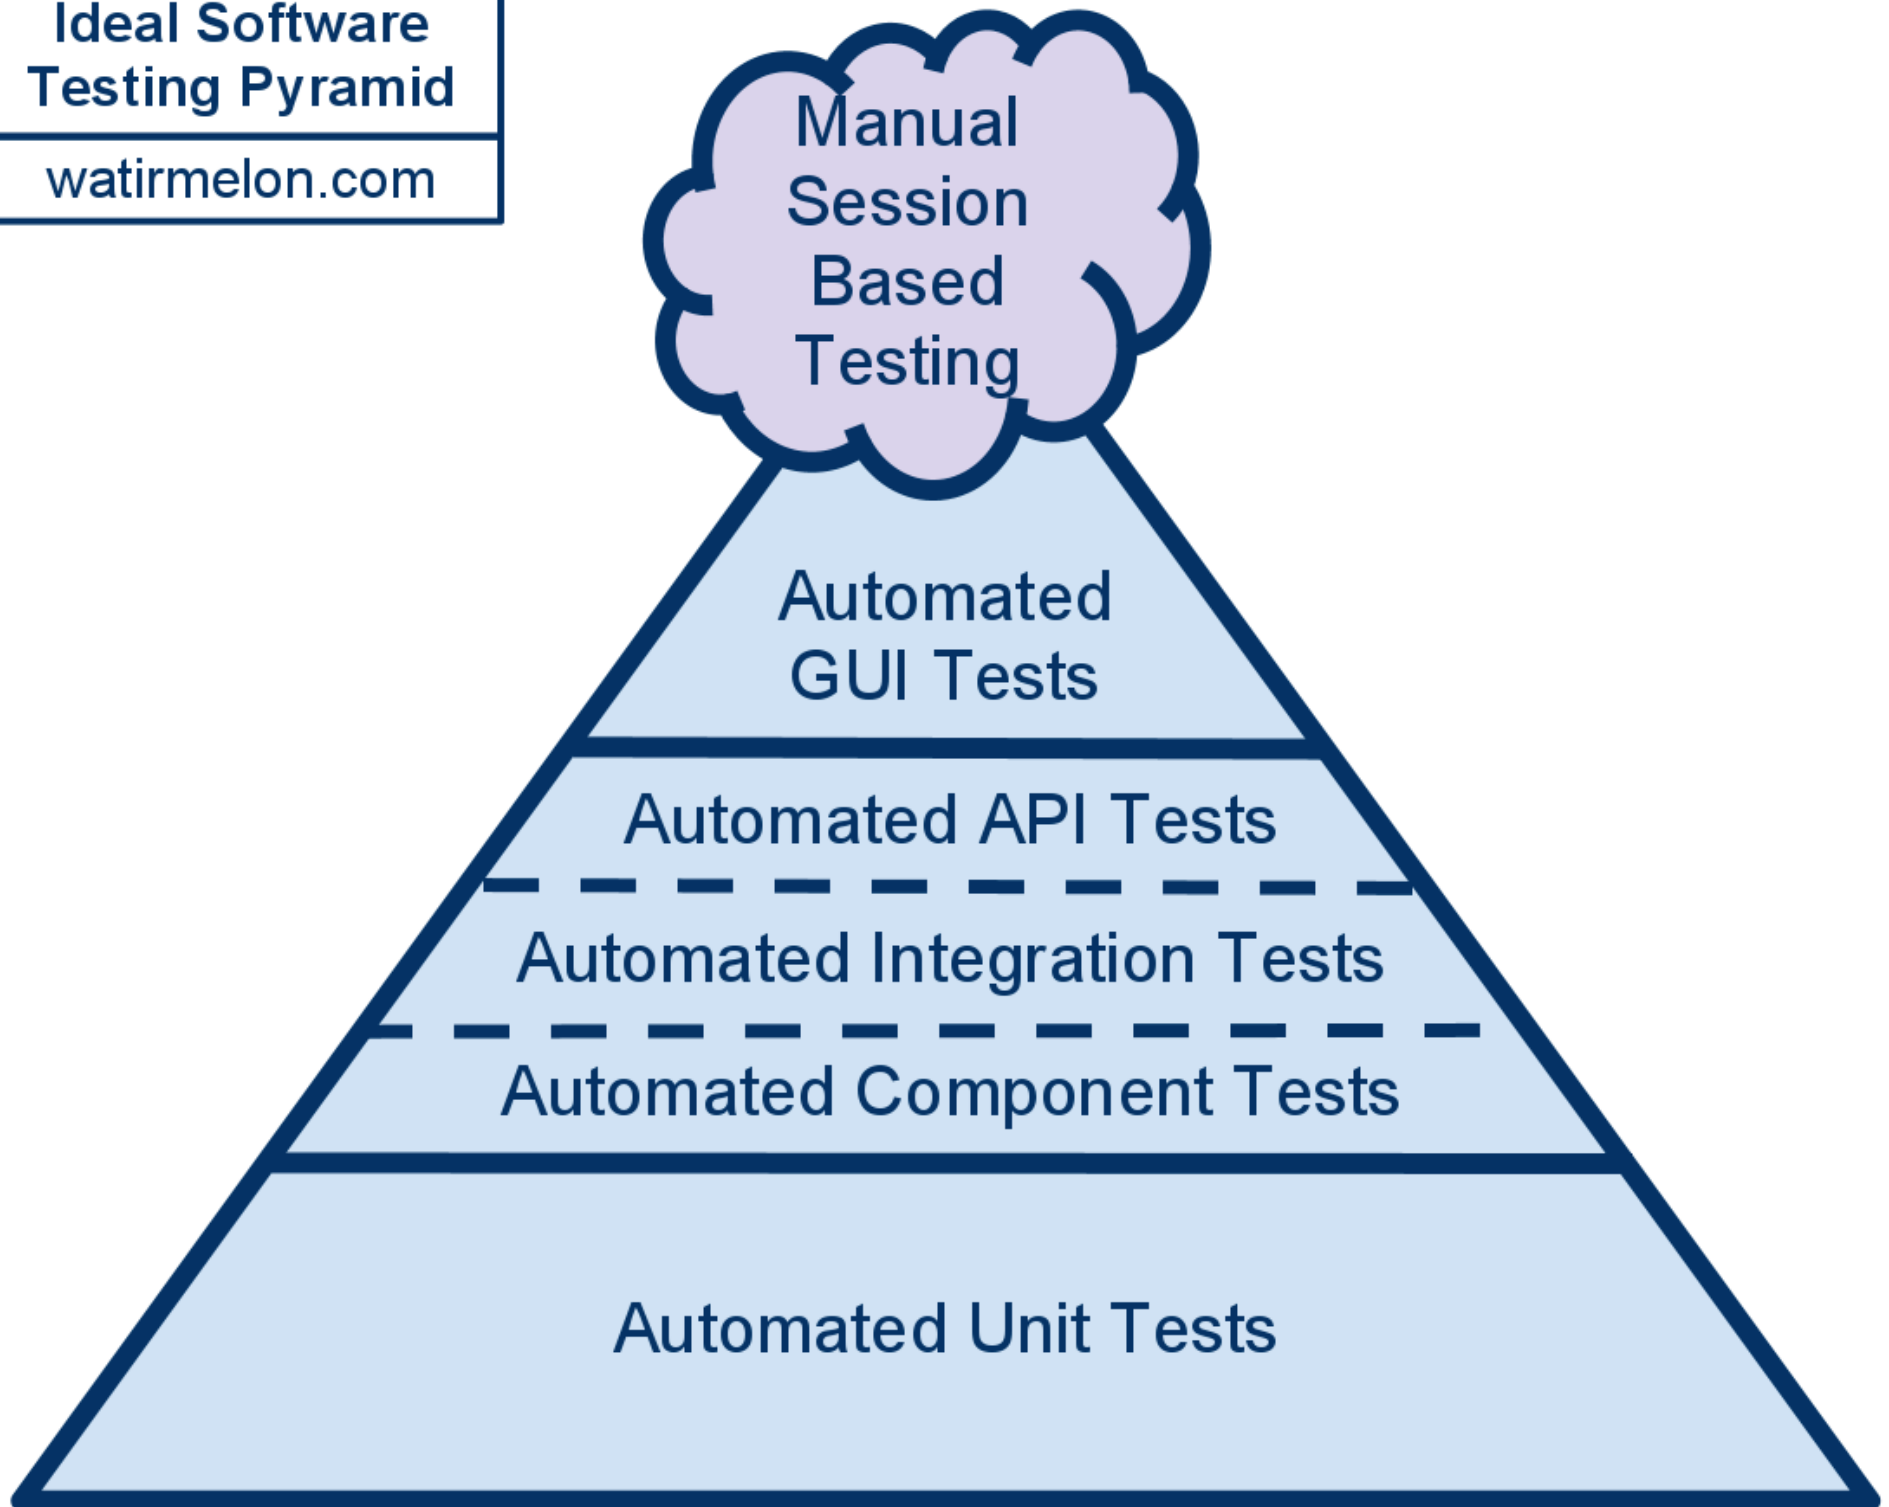 Ideal Software
Testing Pyramid
watirmelon.com
Manual
Session
Based
Testing
Automated
GUI Tests
Automated API Tests
Automated Integration Tests
Automated Component Tests
Automated Unit Tests